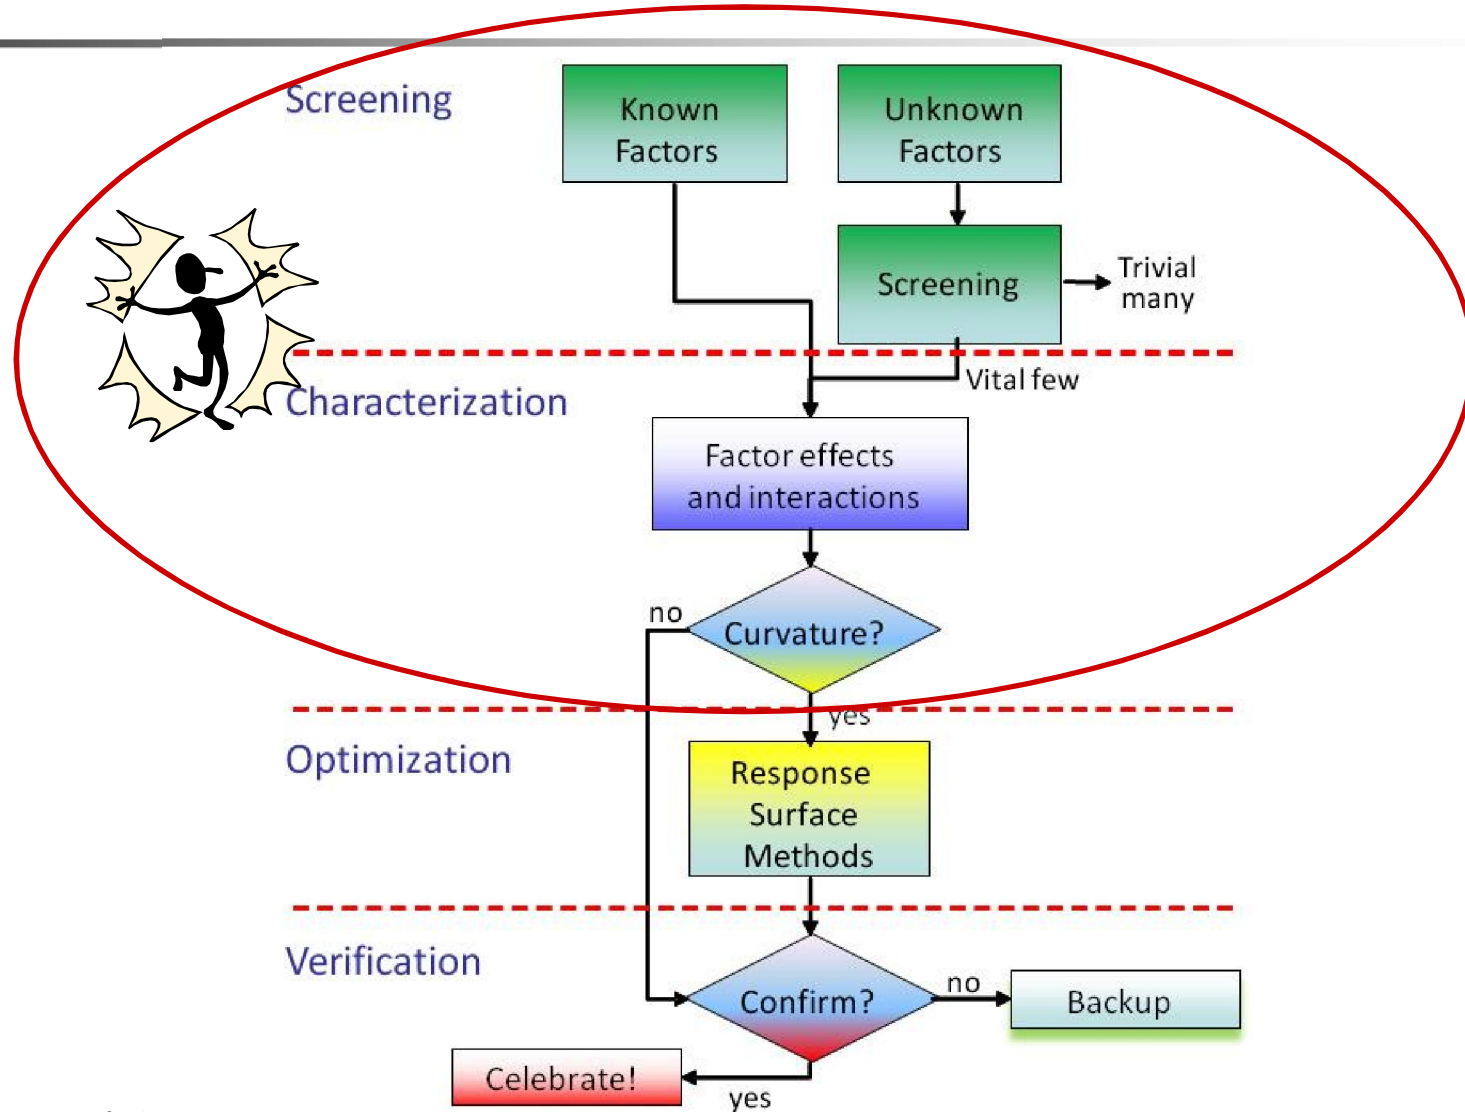 Screening
Known
Factors
Unknown
Factors
Screening
Trivial
many
Vital few
Characterization
Factor effects
and interactions
no
Curvature?
yes
Optimization
Response
Surface
Methods
Verification
Confirm?
no
Backup
Celebrate!
yes